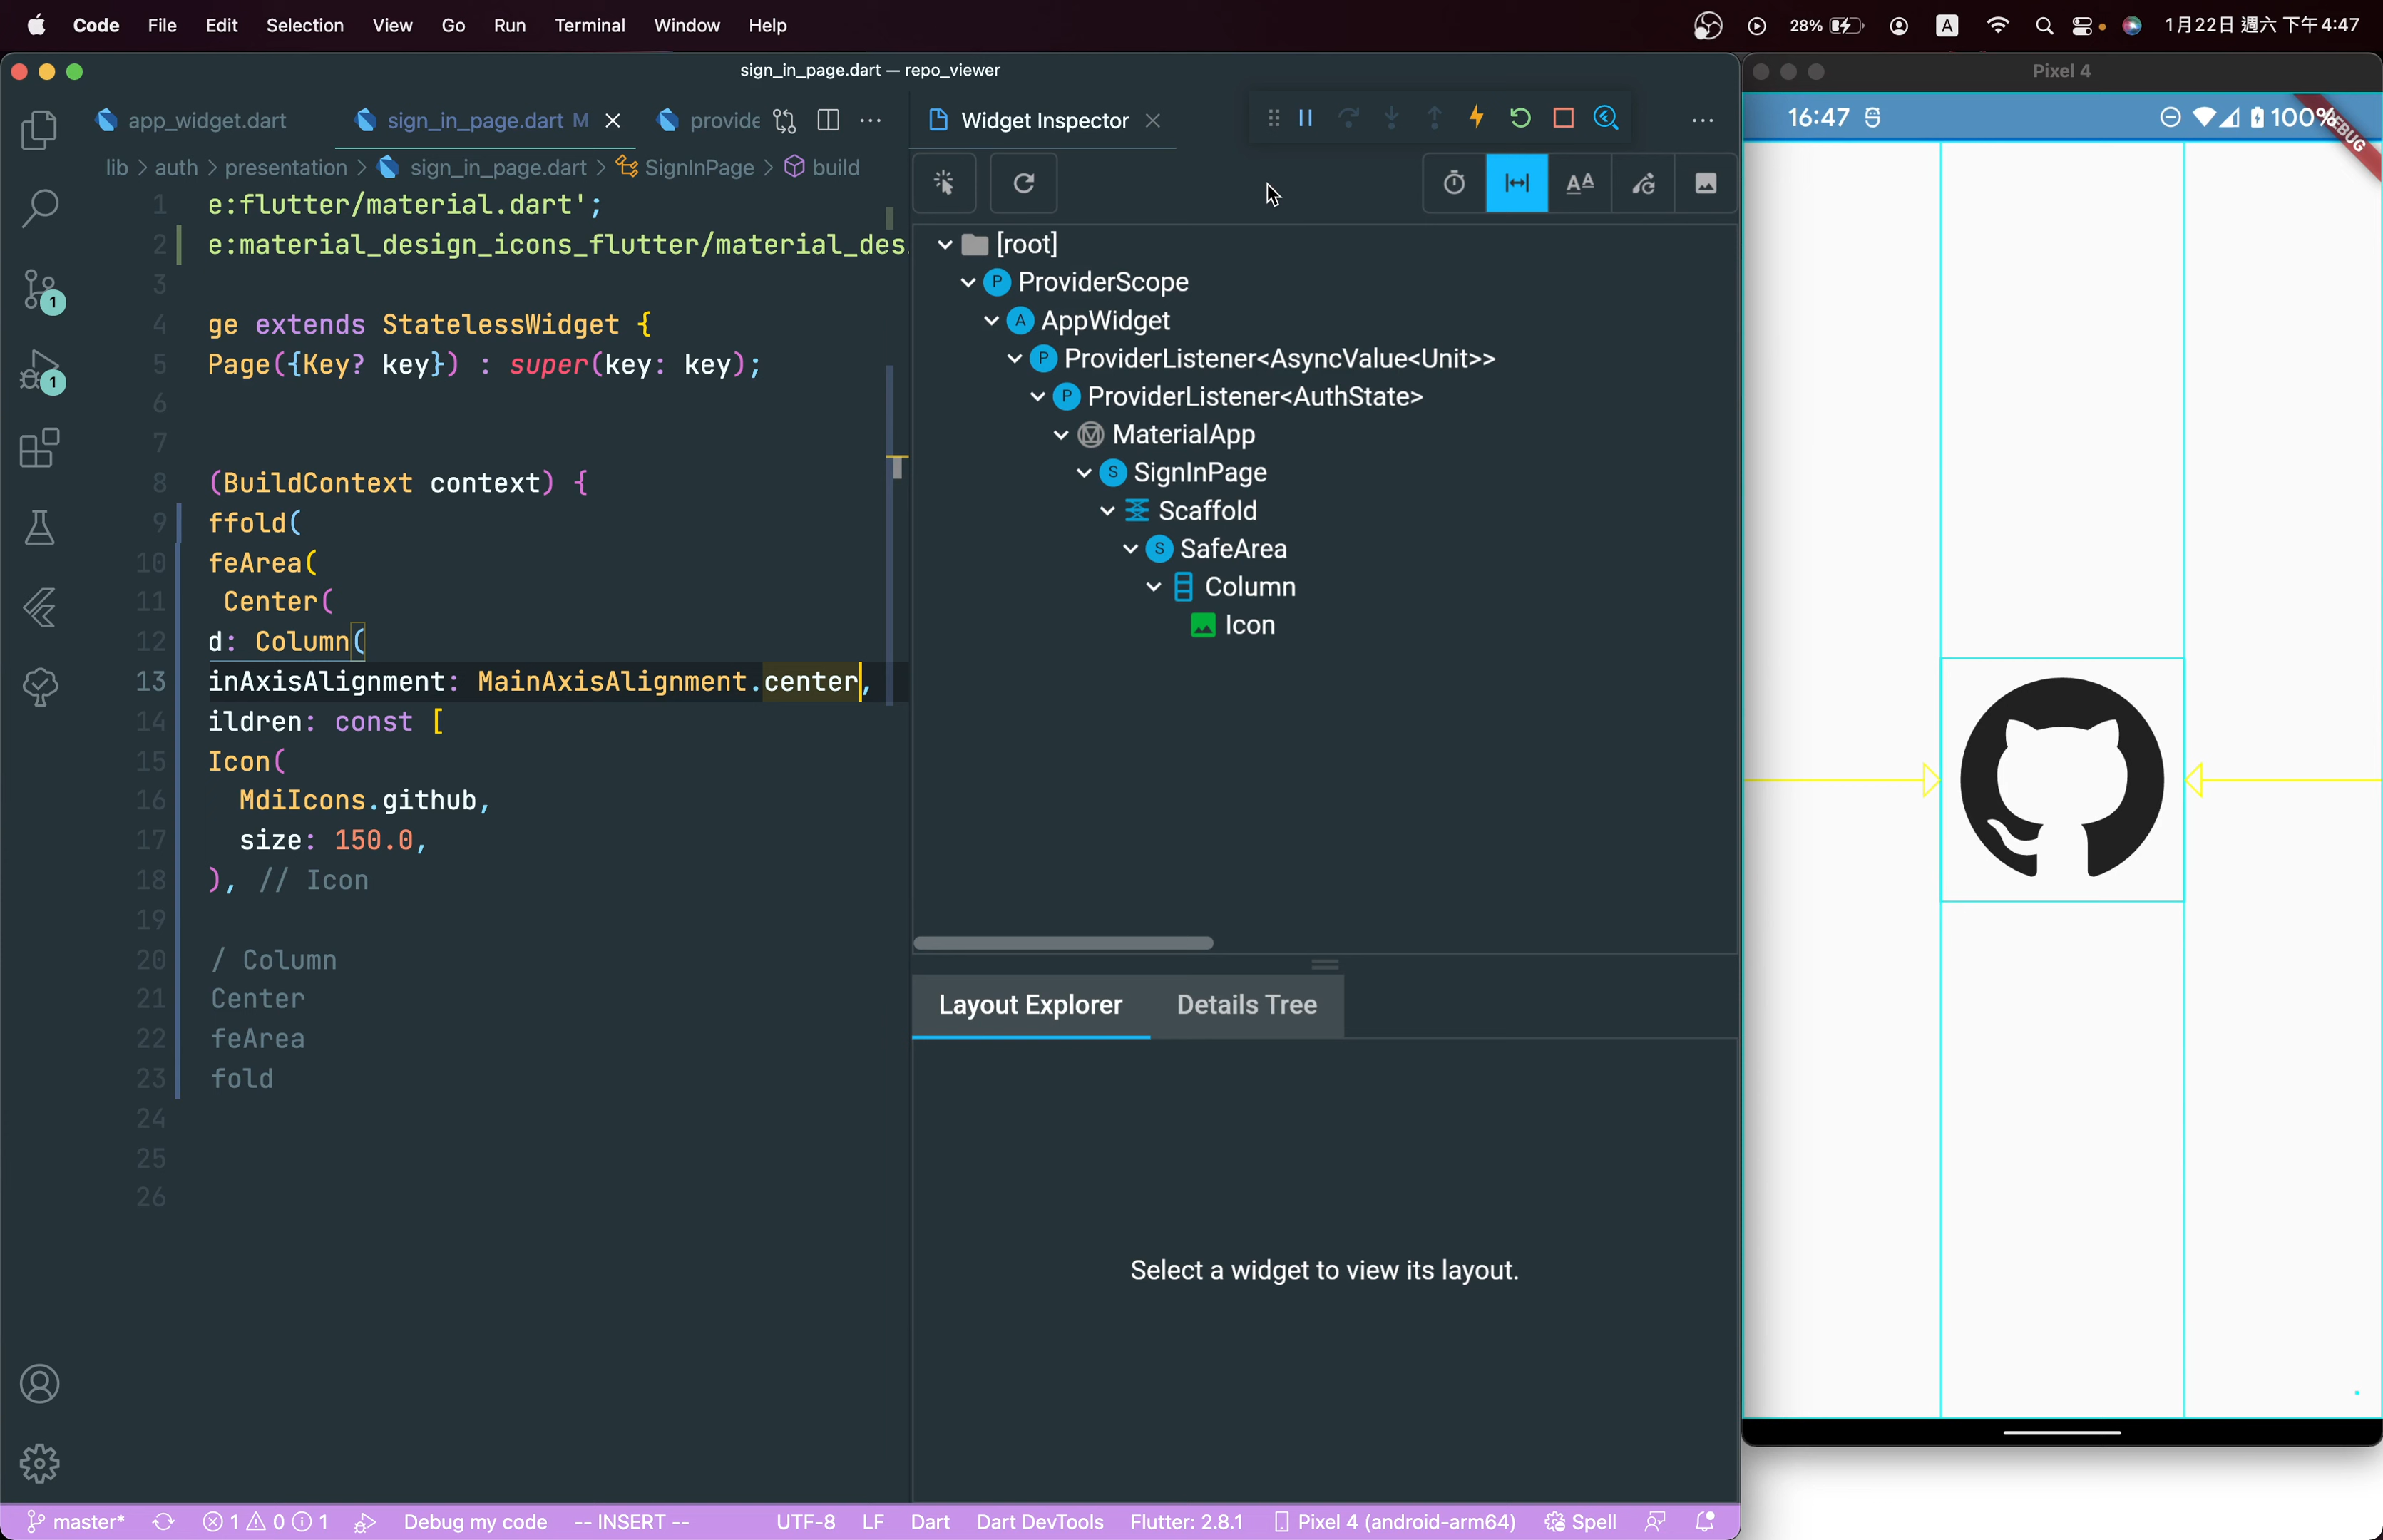 Code File Edit Selection View Go Run Terminal Window Help
28% A 1月22日 週六 下午4:47
sign_in_page.dart — repo_viewer
app_widget.dart sign_in_page.dart M provide
lib > auth > presentation > sign_in_page.dart > SignInPage > build
1 e:flutter/material.dart';
2 e:material_design_icons_flutter/material_des.
3
4 ge extends StatelessWidget {
5 Page({Key? key}) : super(key: key);
6
7
8 (BuildContext context) {
9 ffold(
10 feArea(
11 Center(
12 d: Column(
13 inAxisAlignment: MainAxisAlignment.center,
14 ildren: const [
15 Icon(
16 MdiIcons.github,
17 size: 150.0,
18 ), // Icon
19
20 / Column
21 Center
22 feArea
23 fold
24
25
26
1
1
Widget Inspector
AA
[root]
P ProviderScope
A AppWidget
P ProviderListener<AsyncValue<Unit>>
P ProviderListener<AuthState>
M MaterialApp
S SignInPage
Scaffold
S SafeArea
Column
Icon
Layout Explorer Details Tree
Select a widget to view its layout.
master* 1 0 1 Debug my code -- INSERT -- UTF-8 LF Dart Dart DevTools Flutter: 2.8.1 Pixel 4 (android-arm64) Spell
Pixel 4
16:47 100%
DEBUG